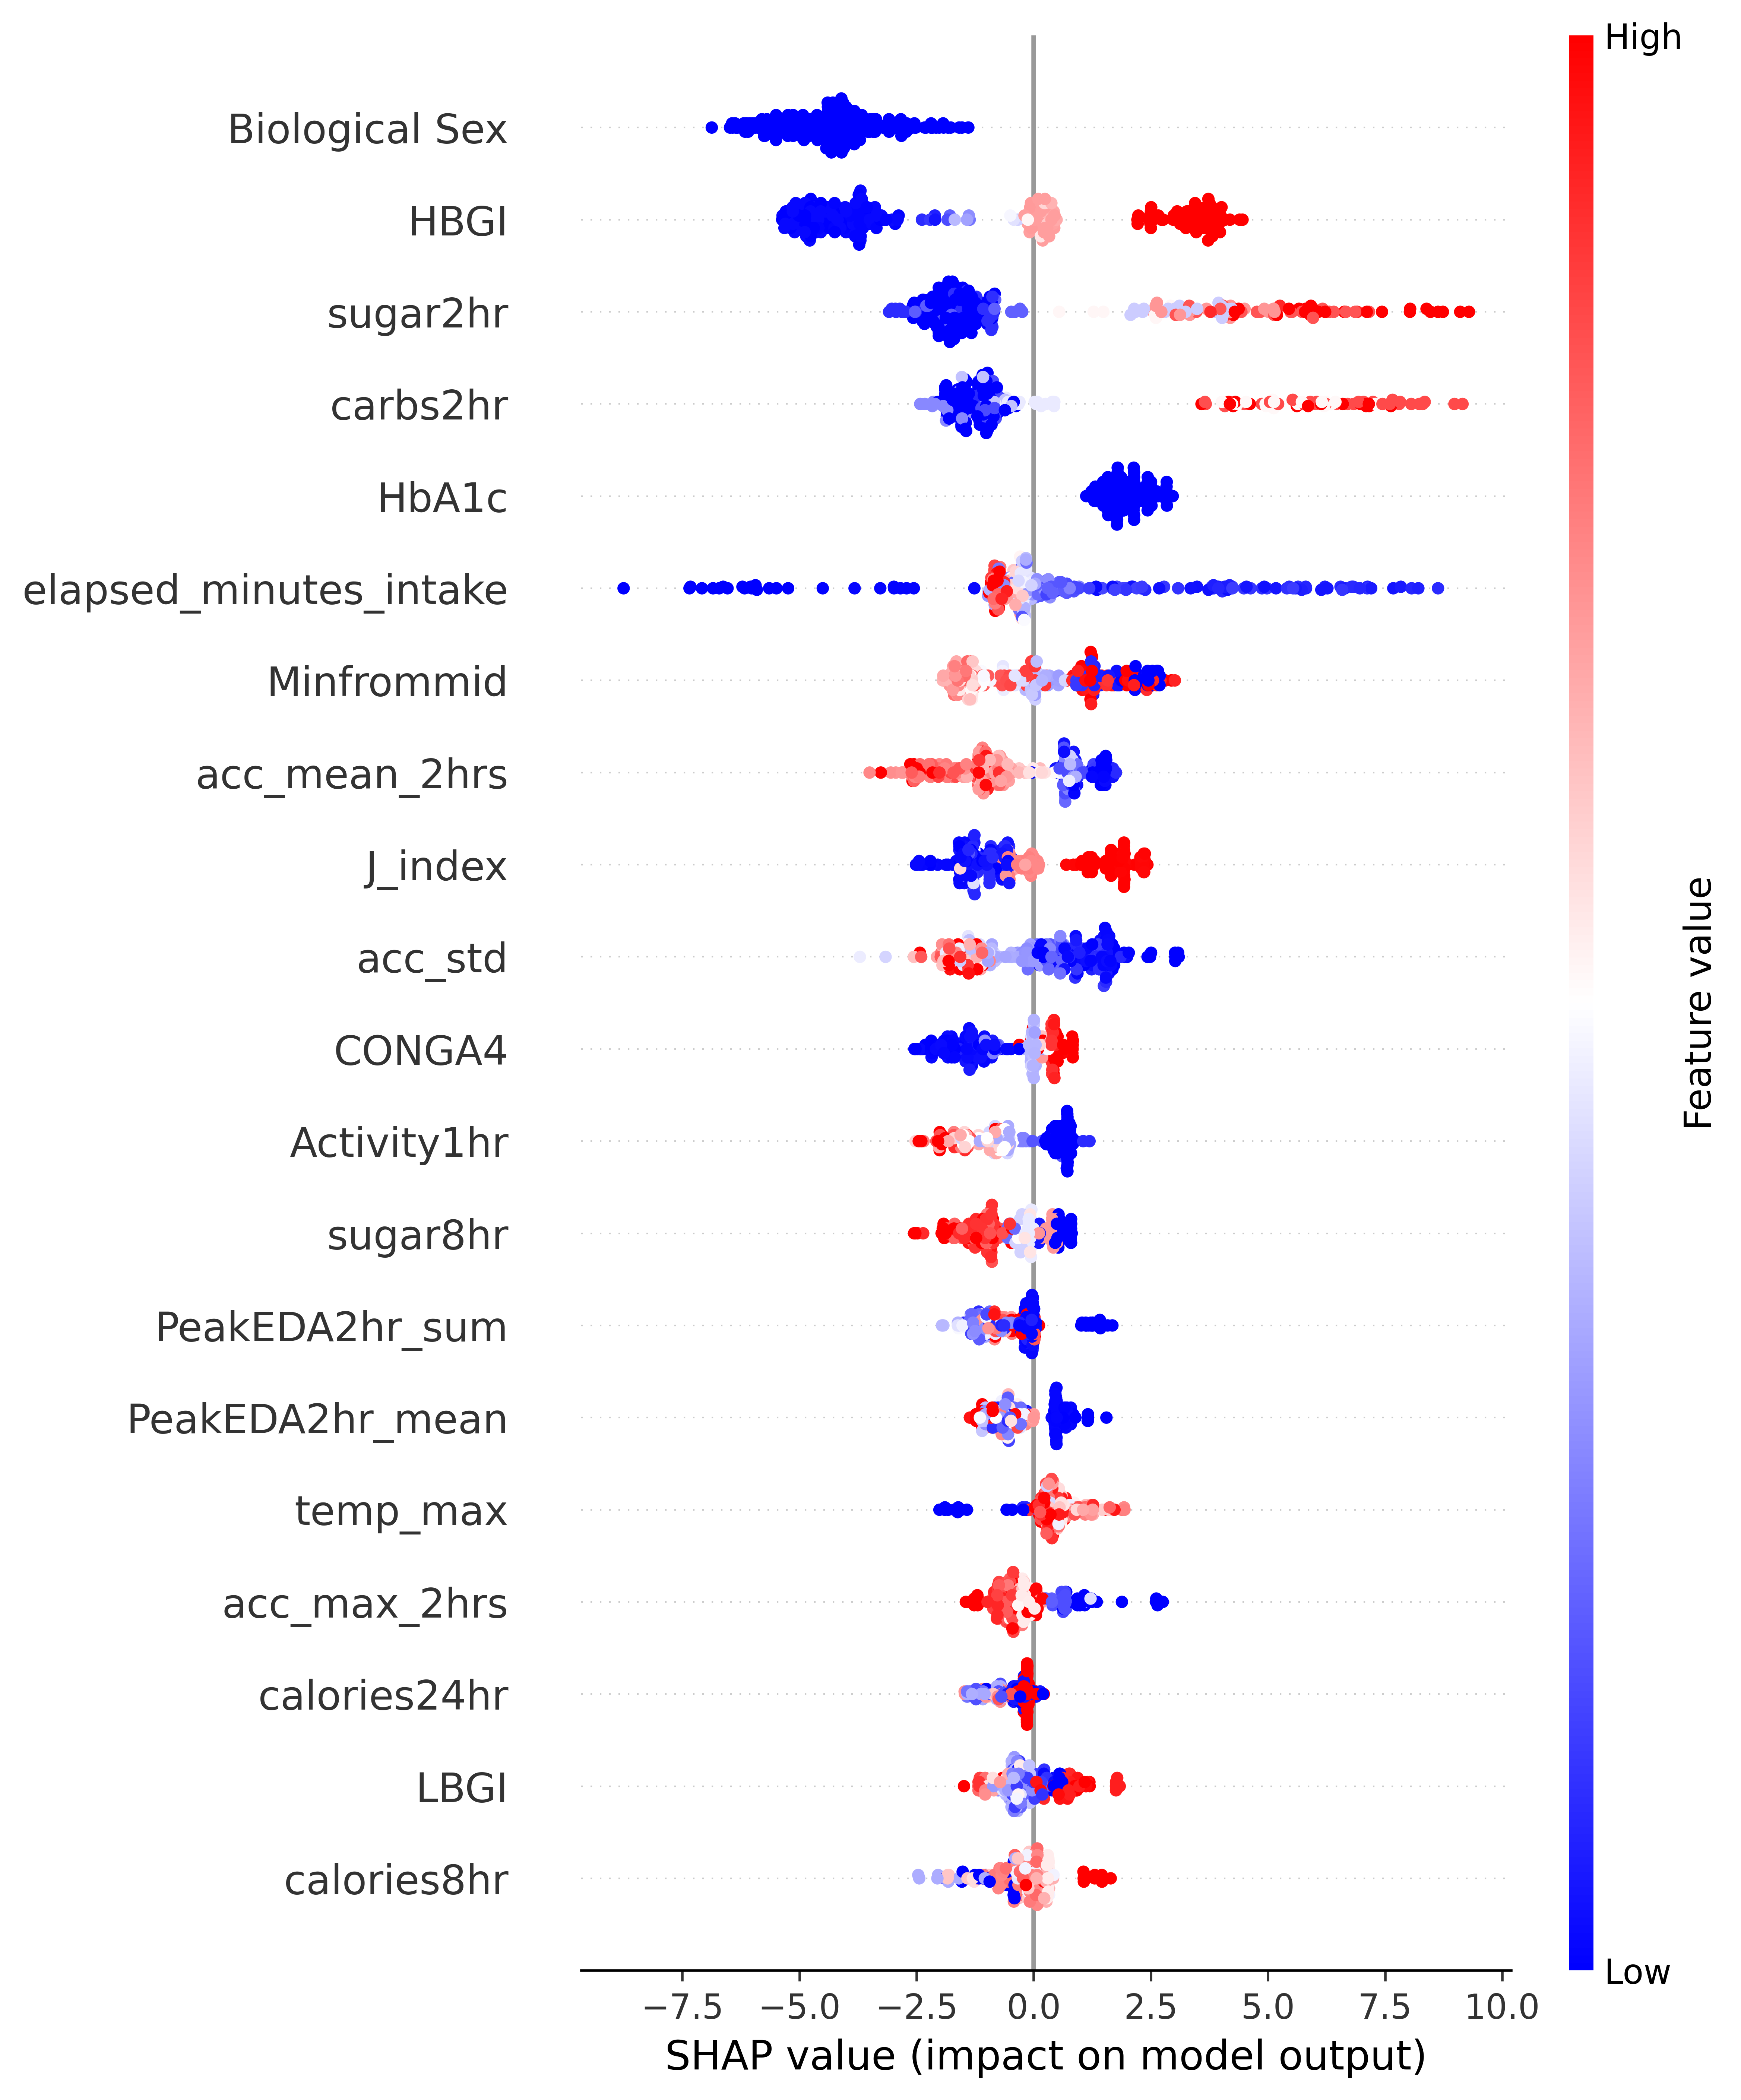 High
Biological Sex
HBGI
sugar2hr
carbs2hr
HbA1c
elapsed_minutes_intake
Minfrommid
acc_mean_2hrs
J_index
acc_std
CONGA4
Activity1hr
sugar8hr
PeakEDA2hr_sum
PeakEDA2hr_mean
temp_max
acc_max_2hrs
calories24hr
LBGI
calories8hr
Feature value
Low
−7.5 −5.0 −2.5 0.0 2.5 5.0 7.5 10.0
SHAP value (impact on model output)